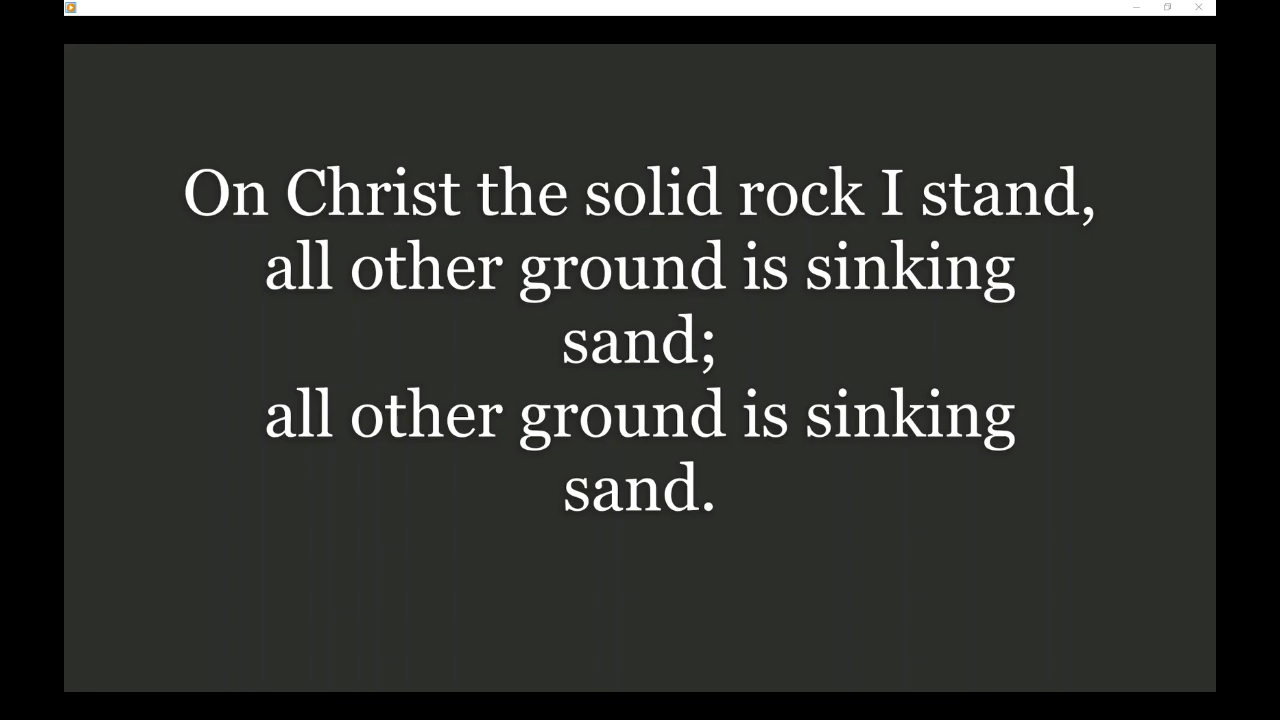 On Christ the solid rock I stand,
all other ground is sinking
sand;
all other ground is sinking
sand.